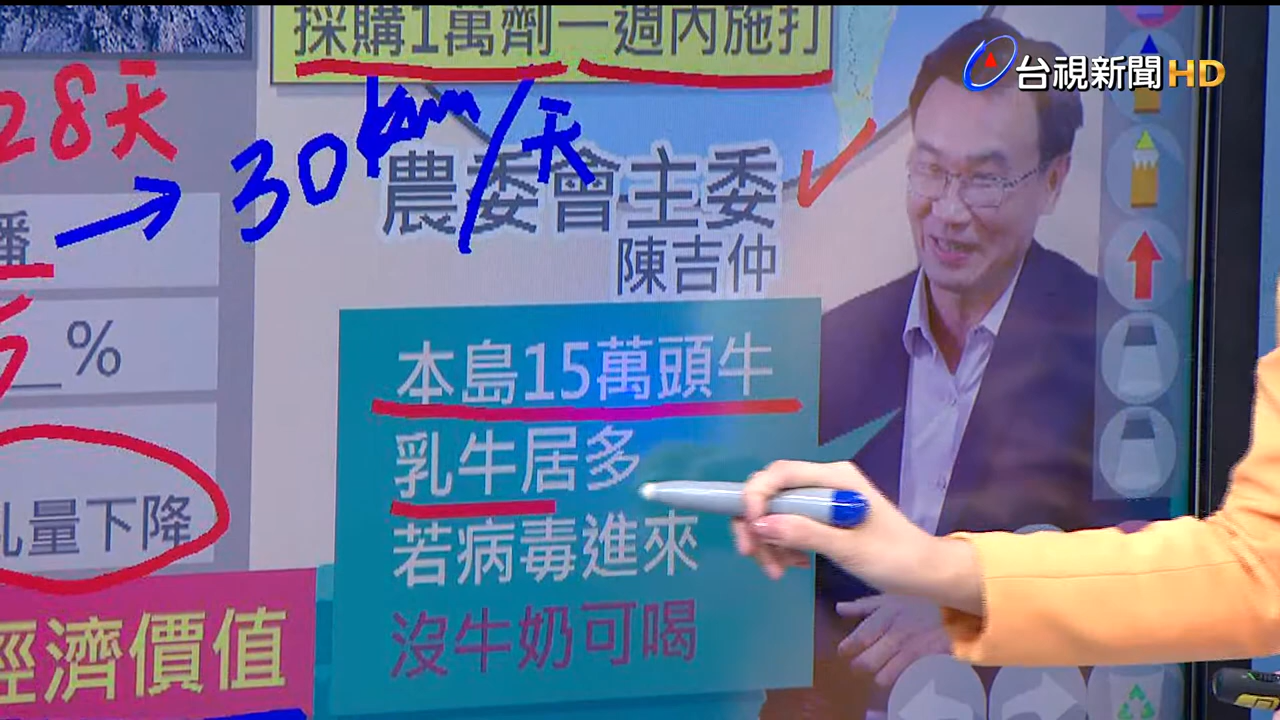 採購1萬劑一週內施打
台視新聞HD
28天
30km/天
農委會主委
陳吉仲
播
%
本島15萬頭牛
乳牛居多
若病毒進來
沒牛奶可喝
乳量下降
經濟價值